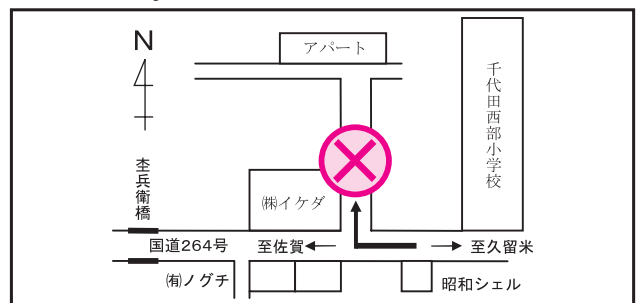 N
アパート
千代田西部小学校
杢兵衛橋
㈱イケダ
国道264号
至佐賀
至久留米
㈲ノグチ
昭和シェル